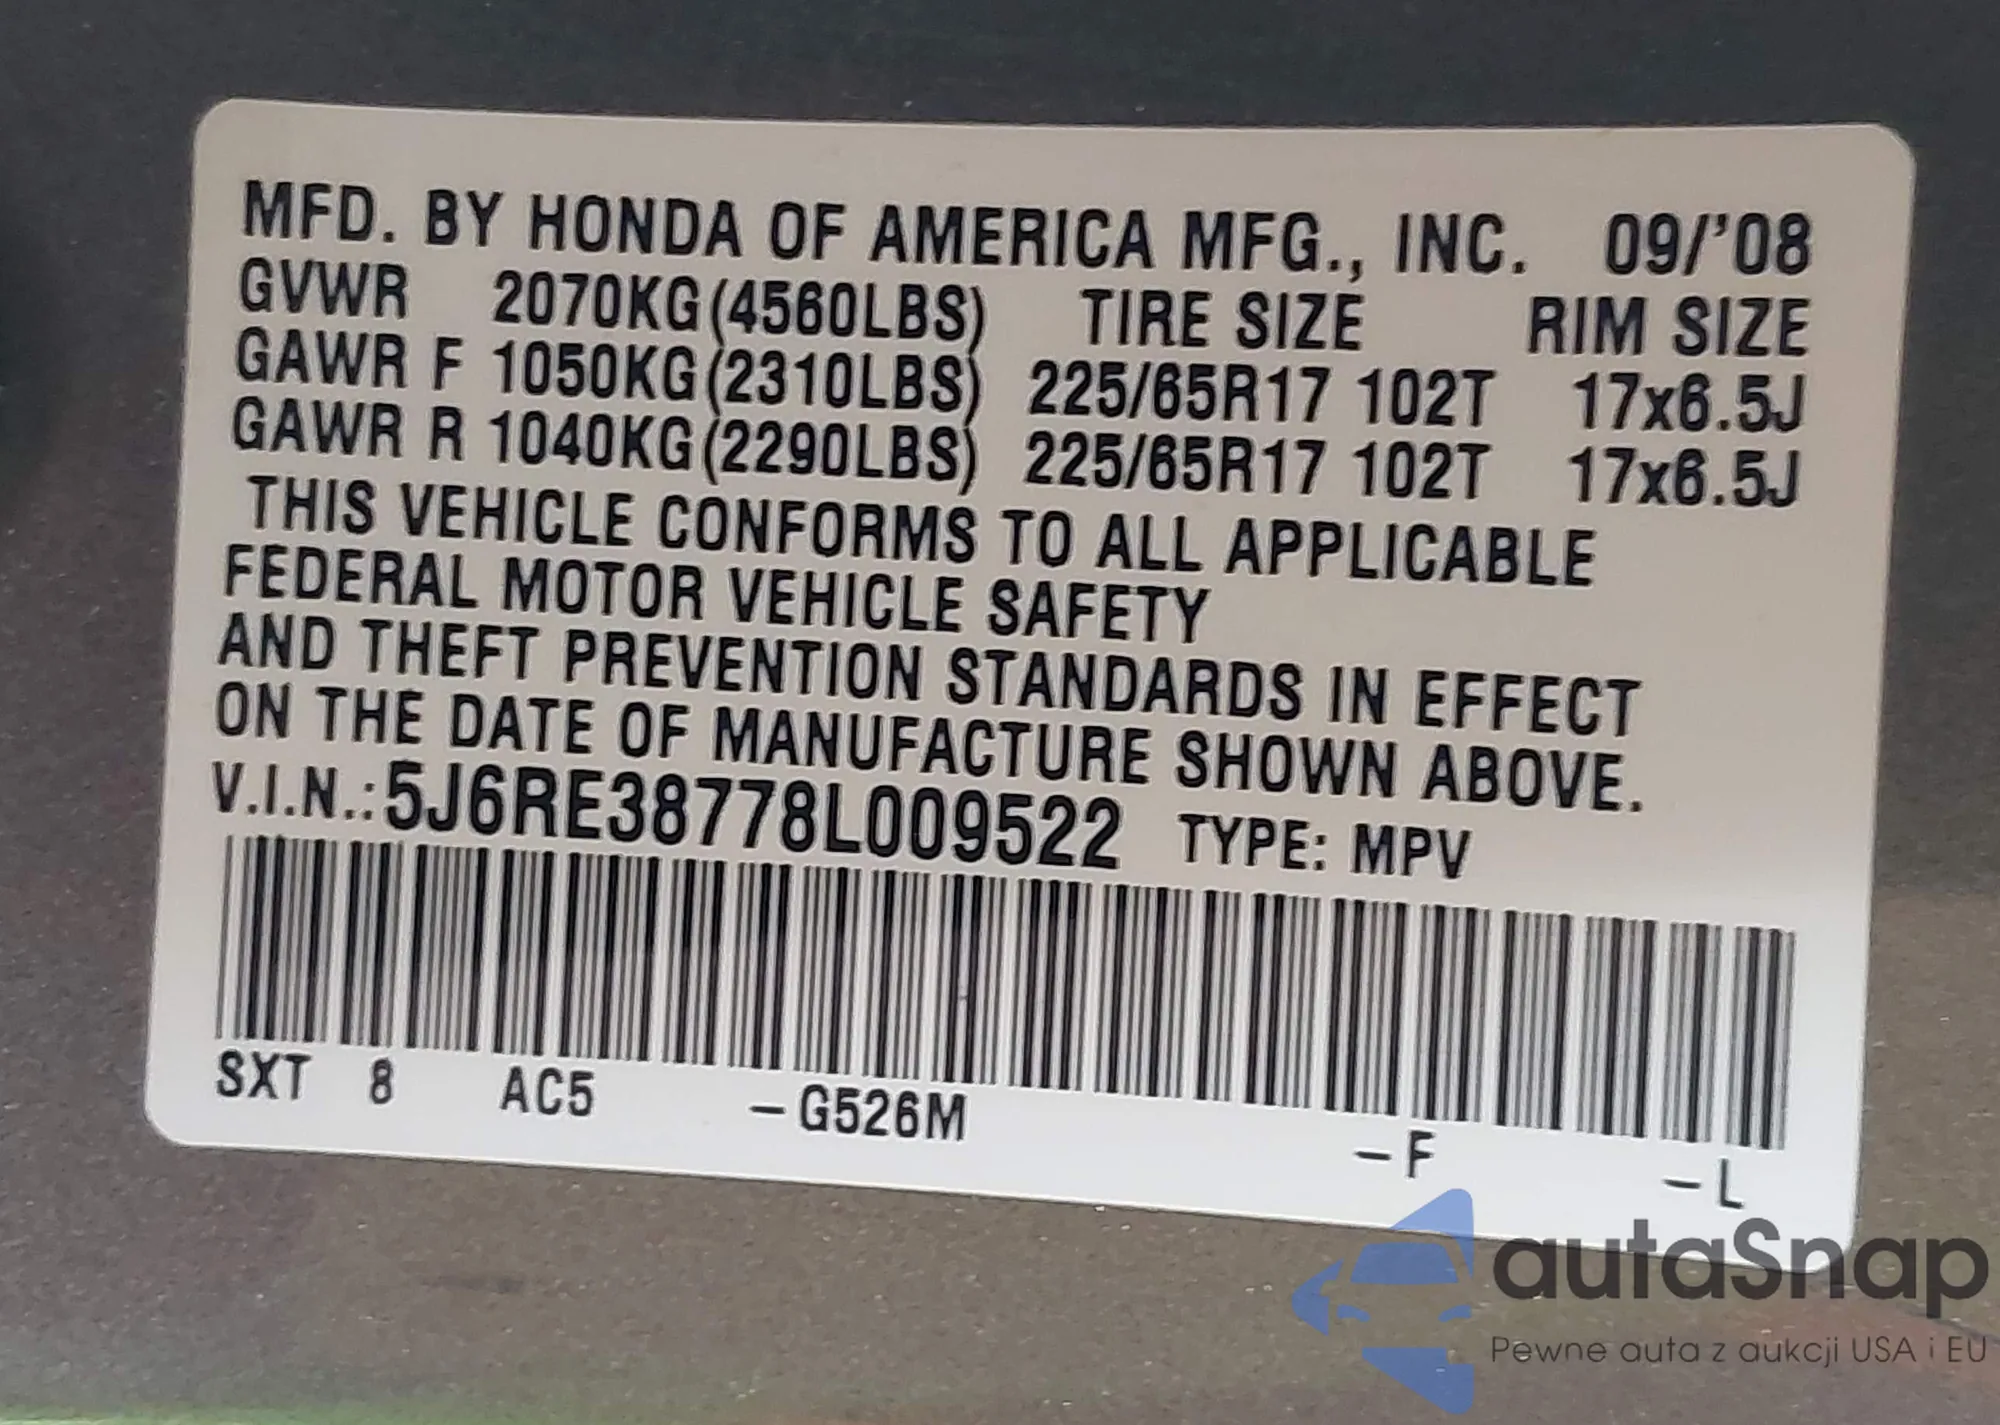 MFD. BY HONDA OF AMERICA MFG., INC. 09/'08
GVWR 2070KG(4560LBS) TIRE SIZE RIM SIZE
GAWR F 1050KG(2310LBS) 225/65R17 102T 17x6.5J
GAWR R 1040KG(2290LBS) 225/65R17 102T 17x6.5J
THIS VEHICLE CONFORMS TO ALL APPLICABLE
FEDERAL MOTOR VEHICLE SAFETY
AND THEFT PREVENTION STANDARDS IN EFFECT
ON THE DATE OF MANUFACTURE SHOWN ABOVE.
V.I.N.:5J6RE38778L009522 TYPE: MPV
SXT 8 AC5 -G526M -F -L
autaSnap
Pewne auta z aukcji USA i EU